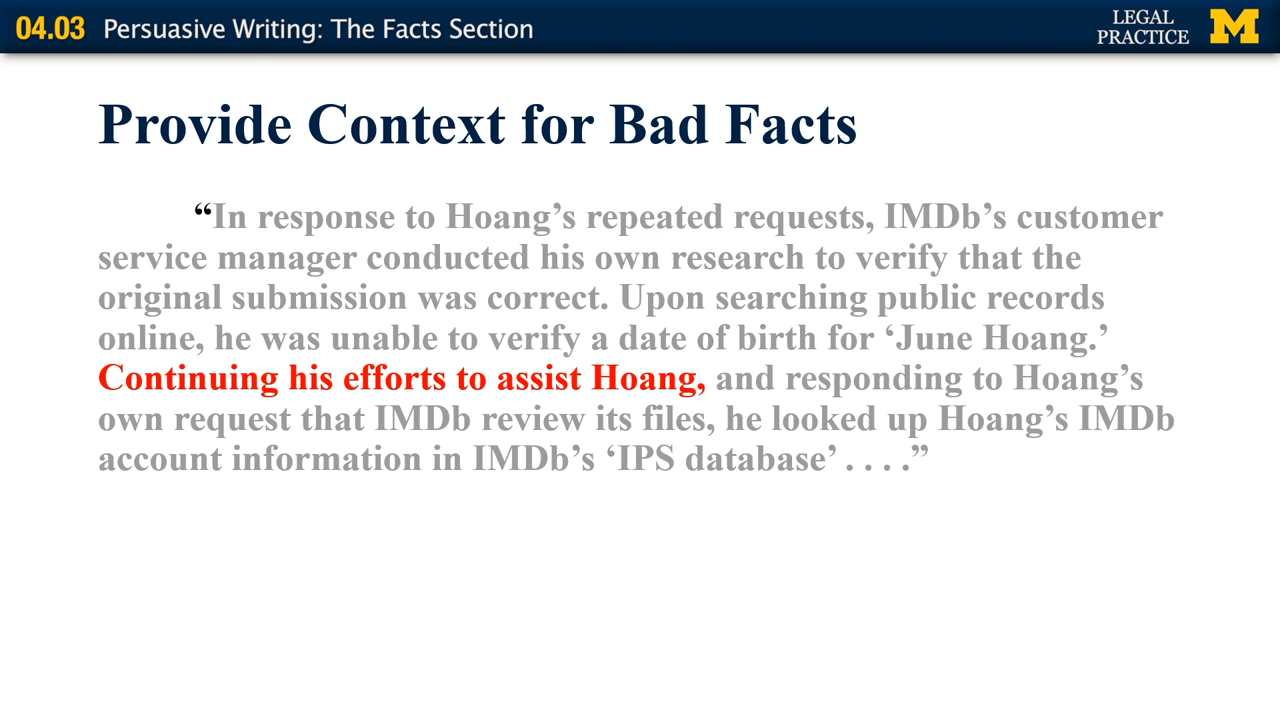 04.03 Persuasive Writing: The Facts Section
LEGAL
PRACTICE
M
Provide Context for Bad Facts
“In response to Hoang’s repeated requests, IMDb’s customer
service manager conducted his own research to verify that the
original submission was correct. Upon searching public records
online, he was unable to verify a date of birth for ‘June Hoang.’
Continuing his efforts to assist Hoang, and responding to Hoang’s
own request that IMDb review its files, he looked up Hoang’s IMDb
account information in IMDb’s ‘IPS database’ . . . .”